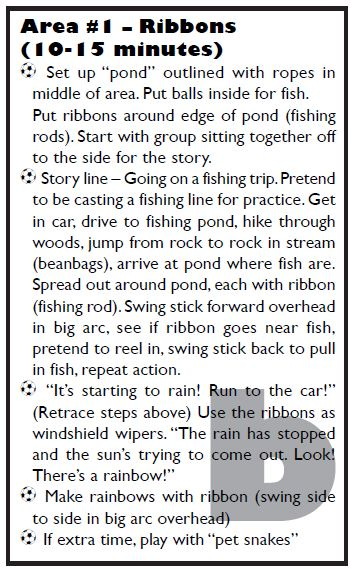 Area #1 – Ribbons
(10-15 minutes)
Set up “pond” outlined with ropes in
middle of area. Put balls inside for fish.
Put ribbons around edge of pond (fishing
rods). Start with group sitting together off
to the side for the story.
Story line – Going on a fishing trip. Pretend
to be casting a fishing line for practice. Get
in car, drive to fishing pond, hike through
woods, jump from rock to rock in stream
(beanbags), arrive at pond where fish are.
Spread out around pond, each with ribbon
(fishing rod). Swing stick forward overhead
in big arc, see if ribbon goes near fish,
pretend to reel in, swing stick back to pull
in fish, repeat action.
“It’s starting to rain! Run to the car!”
(Retrace steps above) Use the ribbons as
windshield wipers. “The rain has stopped
and the sun’s trying to come out. Look!
There’s a rainbow!”
Make rainbows with ribbon (swing side
to side in big arc overhead)
If extra time, play with “pet snakes”
b